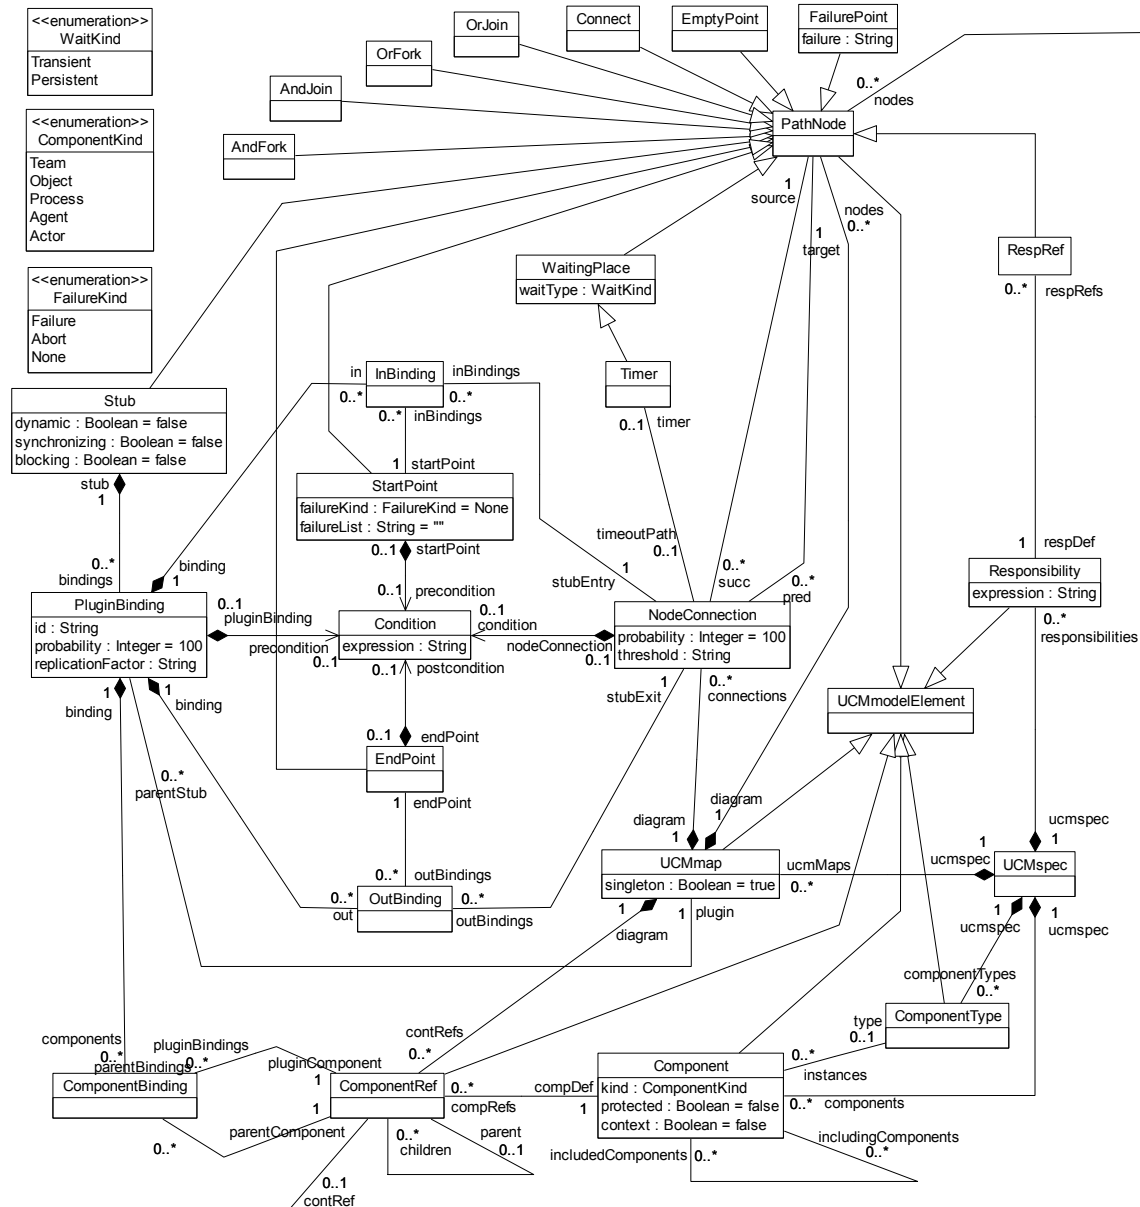 <<enumeration>>
WaitKind
Transient
Persistent
<<enumeration>>
ComponentKind
Team
Object
Process
Agent
Actor
<<enumeration>>
FailureKind
Failure
Abort
None
AndFork
AndJoin
OrFork
OrJoin
Connect
EmptyPoint
FailurePoint
failure : String
0..*
nodes
PathNode
1
source
1
target
nodes
0..*
RespRef
0..*
respRefs
WaitingPlace
waitType : WaitKind
Timer
0..1
timer
InBinding
in
0..*
inBindings
0..*
0..*
inBindings
1
startPoint
Stub
dynamic : Boolean = false
synchronizing : Boolean = false
blocking : Boolean = false
stub
1
0..*
bindings
StartPoint
failureKind : FailureKind = None
failureList : String = ""
0..1
startPoint
0..1
precondition
timeoutPath
0..1
stubEntry
1
0..*
succ
0..*
pred
1
respDef
Responsibility
expression : String
0..*
responsibilities
binding
1
PluginBinding
id : String
probability : Integer = 100
replicationFactor : String
0..1
pluginBinding
precondition
0..1
Condition
expression : String
0..1
condition
nodeConnection
0..1
NodeConnection
probability : Integer = 100
threshold : String
0..1
postcondition
1
binding
1
binding
stubExit
1
0..*
connections
UCMmodelElement
0..1
endPoint
EndPoint
1
endPoint
0..*
parentStub
diagram
1
diagram
1
UCMmap
singleton : Boolean = true
ucmMaps
0..*
ucmspec
1
ucmspec
1
UCMspec
0..*
outBindings
OutBinding
0..*
out
0..*
outBindings
1
diagram
1
plugin
1
ucmspec
1
ucmspec
componentTypes
0..*
ComponentType
type
0..1
0..*
instances
components
0..*
pluginBindings
0..*
parentBindings
ComponentBinding
0..*
pluginComponent
1
1
parentComponent
contRefs
0..*
ComponentRef
0..*
compRefs
compDef
1
Component
kind : ComponentKind
protected : Boolean = false
context : Boolean = false
0..*
components
0..*
children
parent
0..1
0..1
contRef
includedComponents
0..*
includingComponents
0..*